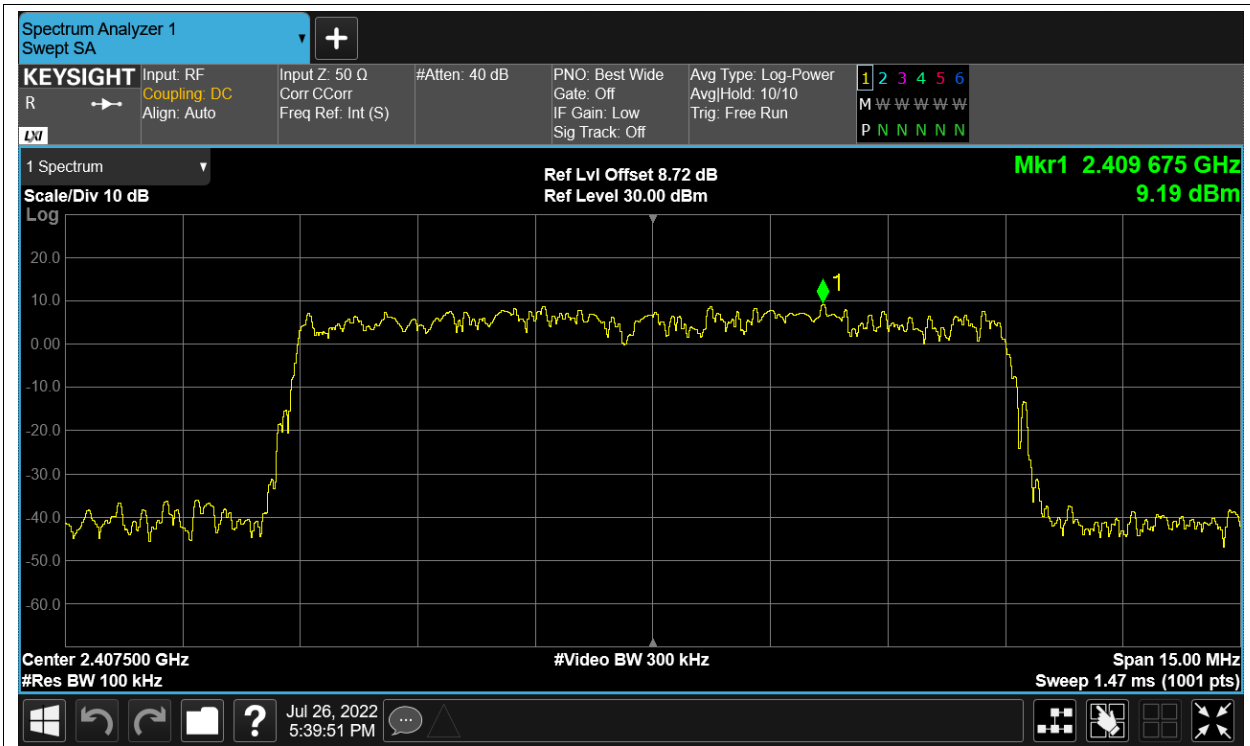 Spectrum Analyzer 1
Swept SA
KEYSIGHT
R
LXI
Input: RF
Coupling: DC
Align: Auto
Input Z: 50 Ω
Corr CCorr
Freq Ref: Int (S)
#Atten: 40 dB
PNO: Best Wide
Gate: Off
IF Gain: Low
Sig Track: Off
Avg Type: Log-Power
Avg|Hold: 10/10
Trig: Free Run
1 2 3 4 5 6
M W W W W W
P N N N N N
1 Spectrum
Scale/Div 10 dB
Log
Ref Lvl Offset 8.72 dB
Ref Level 30.00 dBm
Mkr1 2.409 675 GHz
9.19 dBm
20.0
10.0
0.00
-10.0
-20.0
-30.0
-40.0
-50.0
-60.0
1
Center 2.407500 GHz
#Res BW 100 kHz
#Video BW 300 kHz
Span 15.00 MHz
Sweep 1.47 ms (1001 pts)
?
Jul 26, 2022
5:39:51 PM